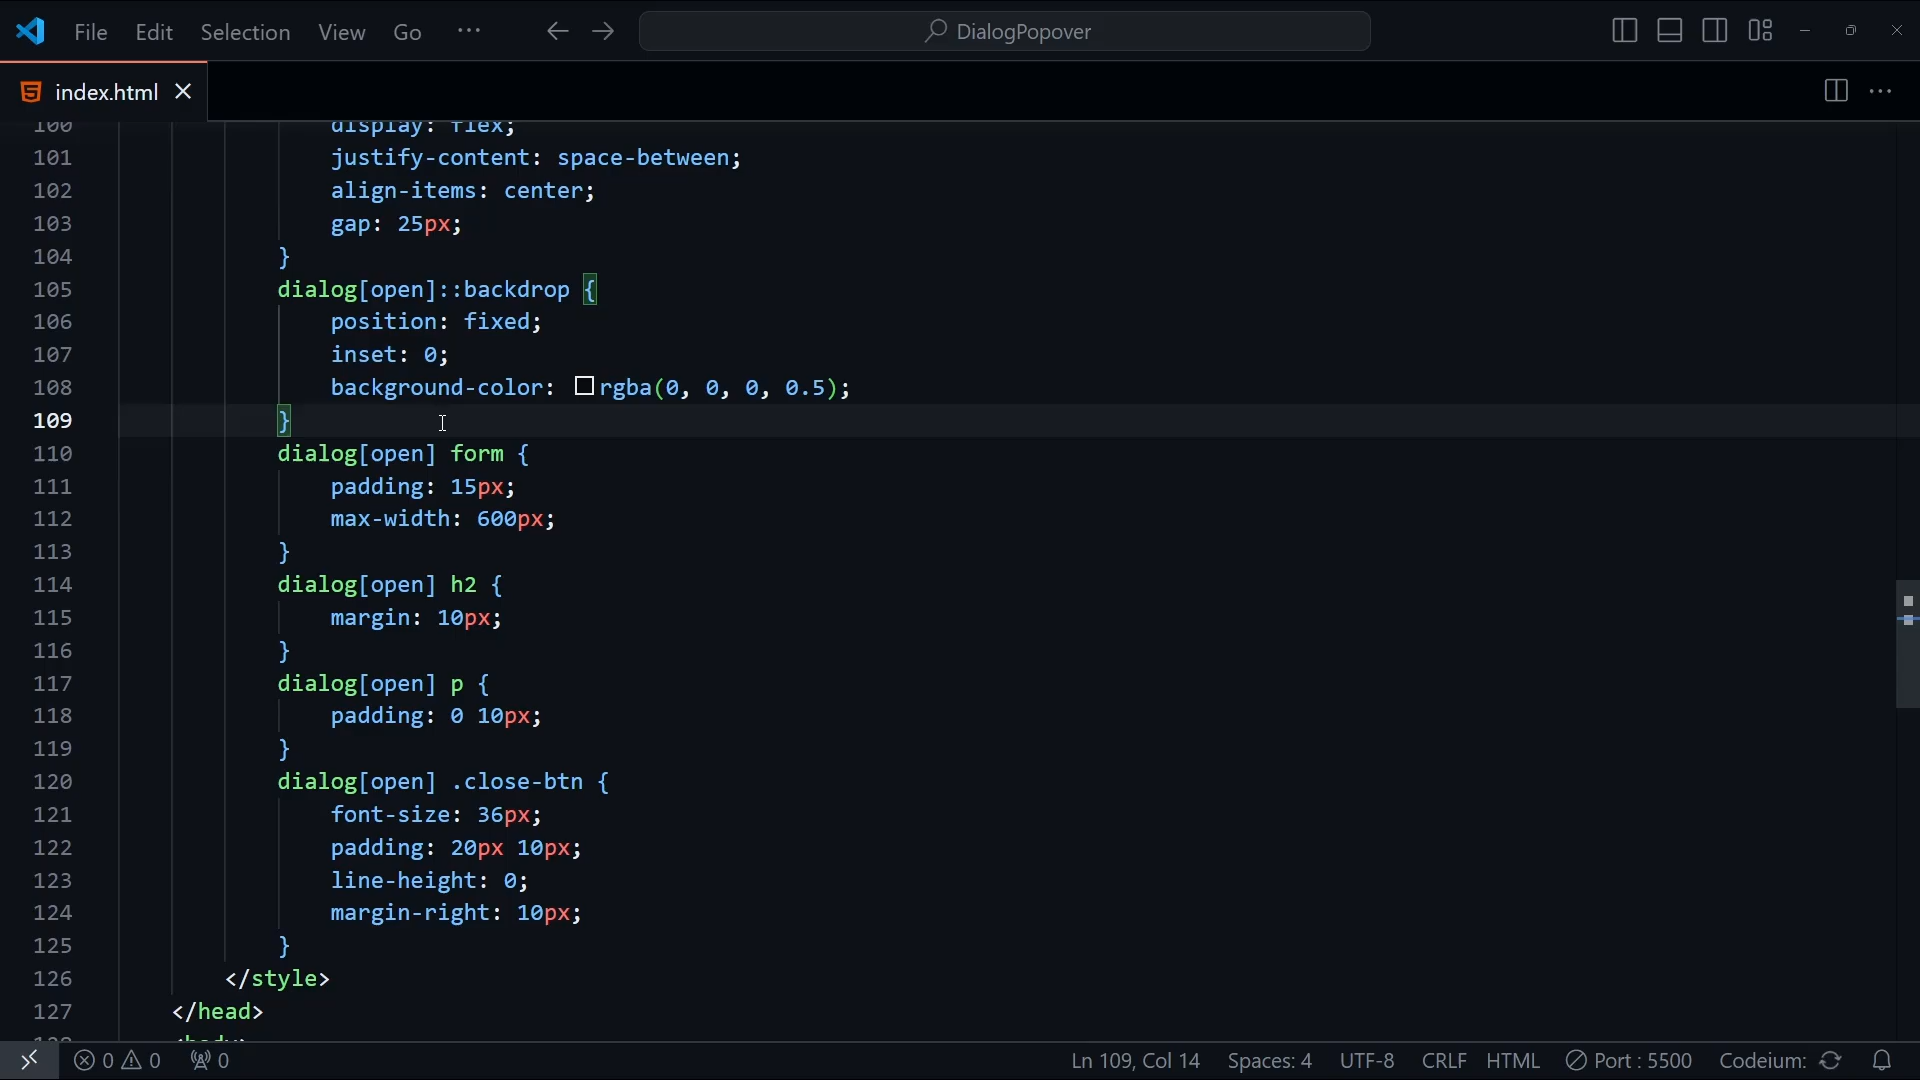 File Edit Selection View Go ··· DialogPopover
index.html
100 display: flex;
101 justify-content: space-between;
102 align-items: center;
103 gap: 25px;
104 }
105 dialog[open]::backdrop {
106 position: fixed;
107 inset: 0;
108 background-color: rgba(0, 0, 0, 0.5);
109 }
110 dialog[open] form {
111 padding: 15px;
112 max-width: 600px;
113 }
114 dialog[open] h2 {
115 margin: 10px;
116 }
117 dialog[open] p {
118 padding: 0 10px;
119 }
120 dialog[open] .close-btn {
121 font-size: 36px;
122 padding: 20px 10px;
123 line-height: 0;
124 margin-right: 10px;
125 }
126 </style>
127 </head>
0 0 0 Ln 109, Col 14 Spaces: 4 UTF-8 CRLF HTML Port : 5500 Codeium: